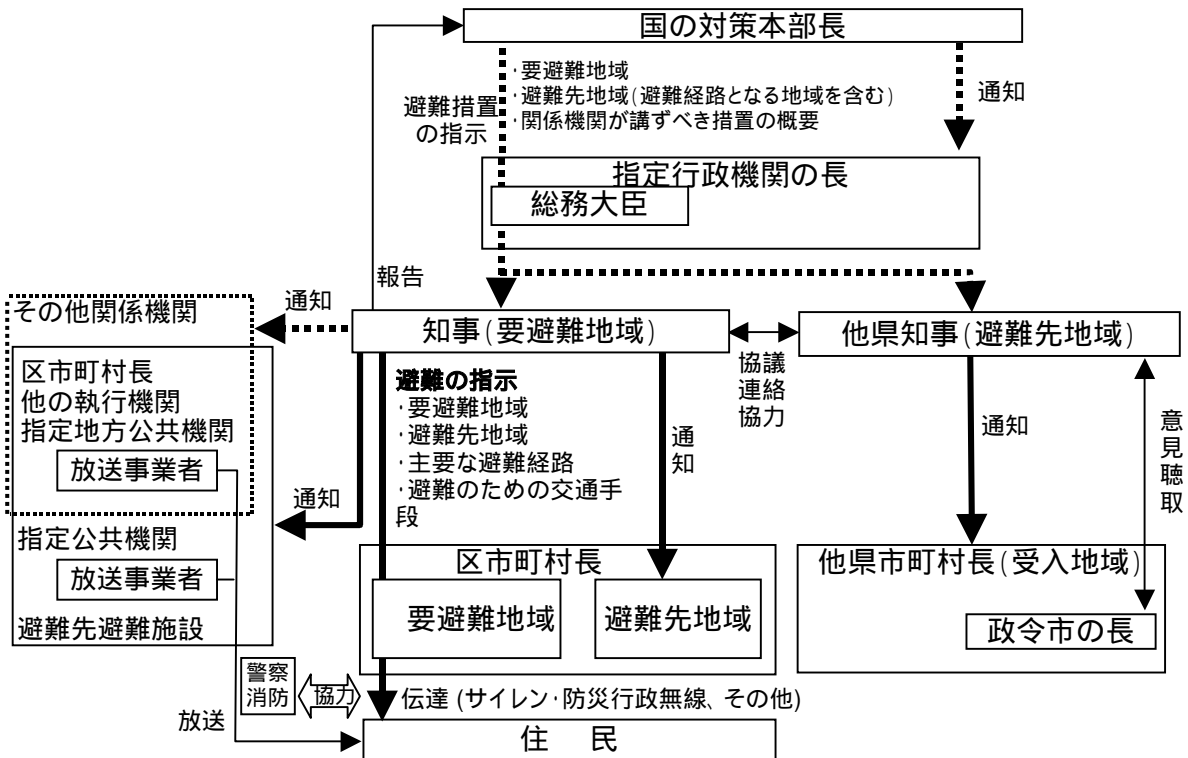 国の対策本部長
・要避難地域
・避難先地域(避難経路となる地域を含む)
・関係機関が講ずべき措置の概要
避難措置
の指示
通知
指定行政機関の長
総務大臣
報告
その他関係機関
通知
知事(要避難地域)
他県知事(避難先地域)
協議
連絡
協力
区市町村長
他の執行機関
指定地方公共機関
放送事業者
避難の指示
・要避難地域
・避難先地域
・主要な避難経路
・避難のための交通手
段
通
知
通知
意
見
聴
取
通知
指定公共機関
放送事業者
避難先避難施設
区市町村長
要避難地域
避難先地域
他県市町村長(受入地域)
政令市の長
警察
消防
協力
伝達 (サイレン・防災行政無線、その他)
放送
住 民